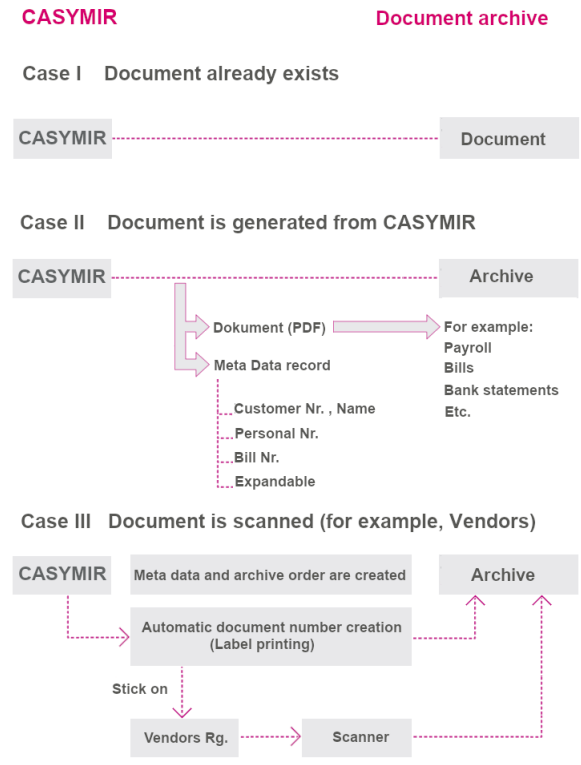 CASYMIR Document archive
Case I Document already exists
CASYMIR Document
Case II Document is generated from CASYMIR
CASYMIR Archive
Dokument (PDF) For example:
Payroll
Meta Data record
Bills
Bank statements
Customer Nr. , Name
Etc.
Personal Nr.
Bill Nr.
Expandable
Case III Document is scanned (for example, Vendors)
CASYMIR Meta data and archive order are created Archive
Automatic document number creation
(Label printing)
Stick on
Vendors Rg. Scanner